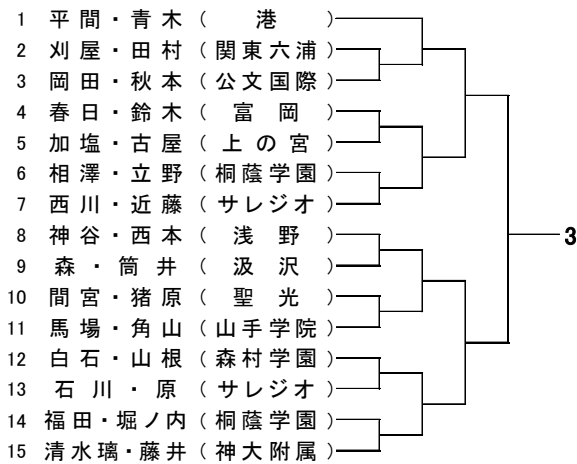 1 平間・青木 ( 港 )
2 刈屋・田村 ( 関東六浦 )
3 岡田・秋本 ( 公文国際 )
4 春日・鈴木 ( 富岡 )
5 加塩・古屋 ( 上の宮 )
6 相澤・立野 ( 桐蔭学園 )
7 西川・近藤 ( サレジオ )
8 神谷・西本 ( 浅野 )
3
9 森・筒井 ( 汲沢 )
10 間宮・猪原 ( 聖光 )
11 馬場・角山 ( 山手学院 )
12 白石・山根 ( 森村学園 )
13 石川・原 ( サレジオ )
14 福田・堀ノ内 ( 桐蔭学園 )
15 清水璃・藤井 ( 神大附属 )